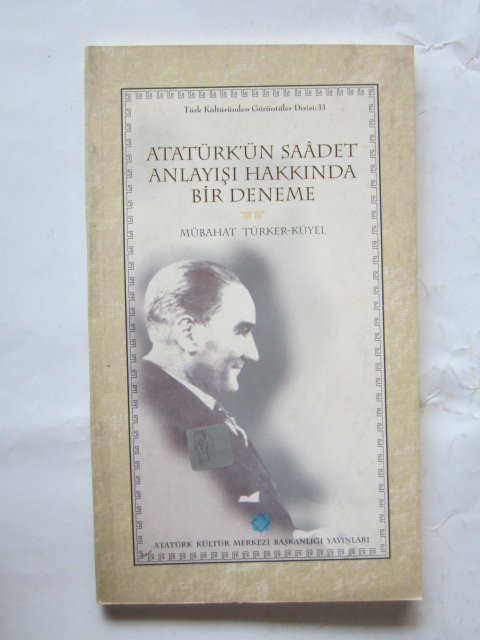 Türk Kültüründen Görüntüler Dizisi:31
ATATÜRK'ÜN SAÂDET
ANLAYIŞI HAKKINDA
BİR DENEME
MÜBAHAT TÜRKER-KÜYEL
ATATÜRK KÜLTÜR MERKEZİ BAŞKANLIĞI YAYINLARI